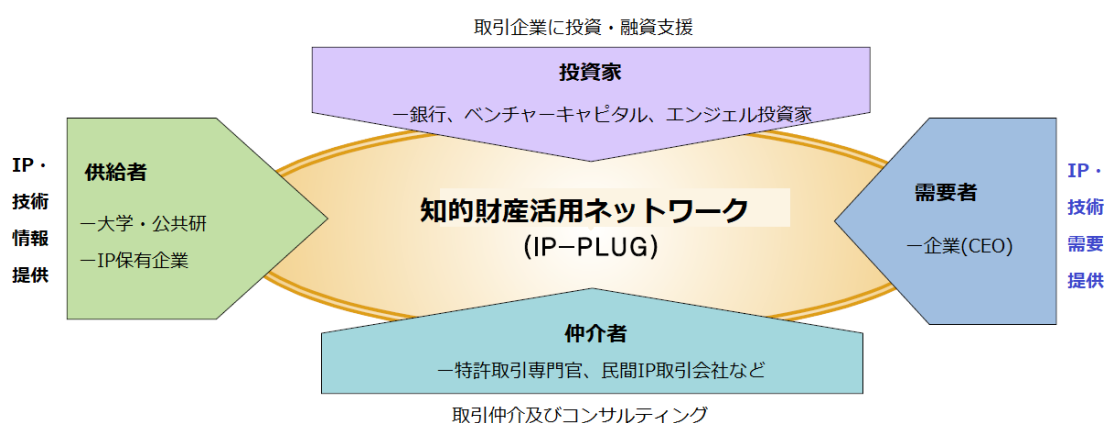 取引企業に投資・融資支援
投資家
－銀行、ベンチャーキャピタル、エンジェル投資家
IP・
技術
情報
提供
供給者
－大学・公共研
－IP保有企業
知的財産活用ネットワーク
(IP-PLUG)
需要者
－企業(CEO)
IP・
技術
需要
提供
仲介者
－特許取引専門官、民間IP取引会社など
取引仲介及びコンサルティング